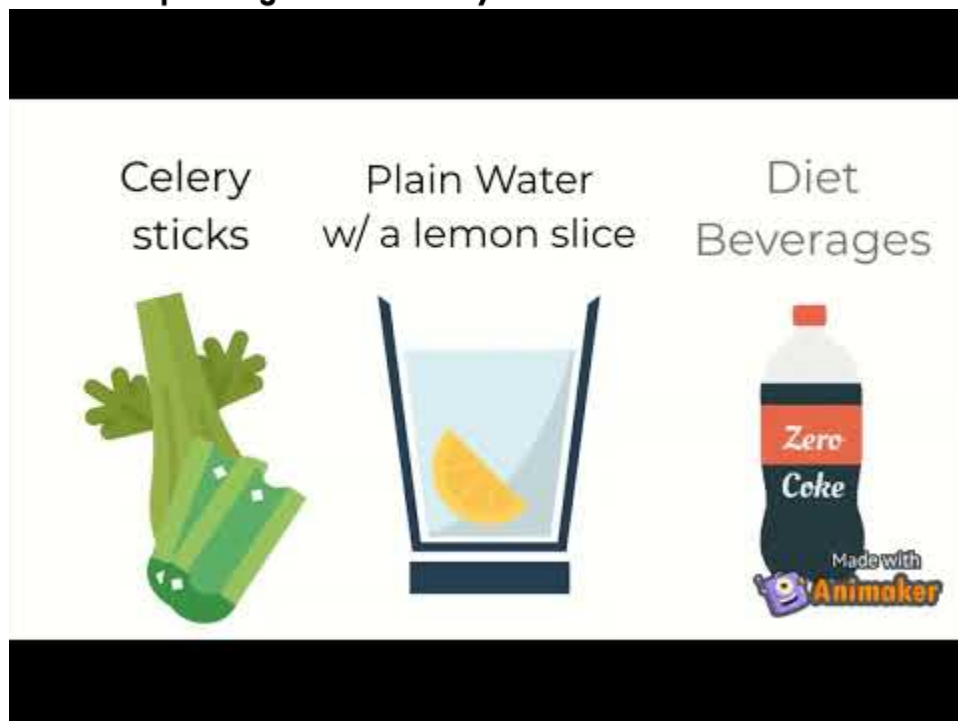 Celery
sticks
Plain Water
w/ a lemon slice
Diet
Beverages
Zero
Coke
Made with
Animaker